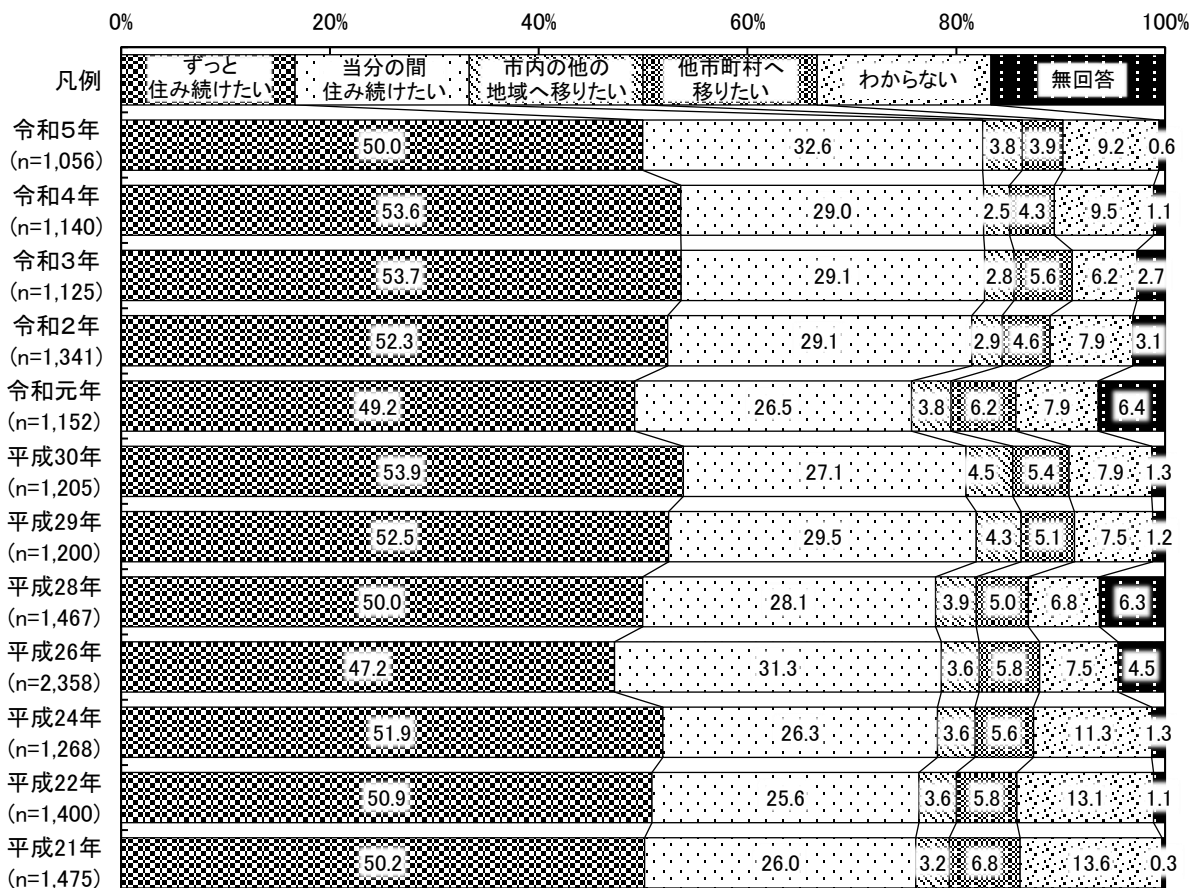 0% 20% 40% 60% 80% 100%
凡例
ずっと
住み続けたい
当分の間
住み続けたい
市内の他の
地域へ移りたい
他市町村へ
移りたい
わからない
無回答
令和5年
(n=1,056)
50.0 32.6 3.8 3.9 9.2 0.6
令和4年
(n=1,140)
53.6 29.0 2.5 4.3 9.5 1.1
令和3年
(n=1,125)
53.7 29.1 2.8 5.6 6.2 2.7
令和2年
(n=1,341)
52.3 29.1 2.9 4.6 7.9 3.1
令和元年
(n=1,152)
49.2 26.5 3.8 6.2 7.9 6.4
平成30年
(n=1,205)
53.9 27.1 4.5 5.4 7.9 1.3
平成29年
(n=1,200)
52.5 29.5 4.3 5.1 7.5 1.2
平成28年
(n=1,467)
50.0 28.1 3.9 5.0 6.8 6.3
平成26年
(n=2,358)
47.2 31.3 3.6 5.8 7.5 4.5
平成24年
(n=1,268)
51.9 26.3 3.6 5.6 11.3 1.3
平成22年
(n=1,400)
50.9 25.6 3.6 5.8 13.1 1.1
平成21年
(n=1,475)
50.2 26.0 3.2 6.8 13.6 0.3